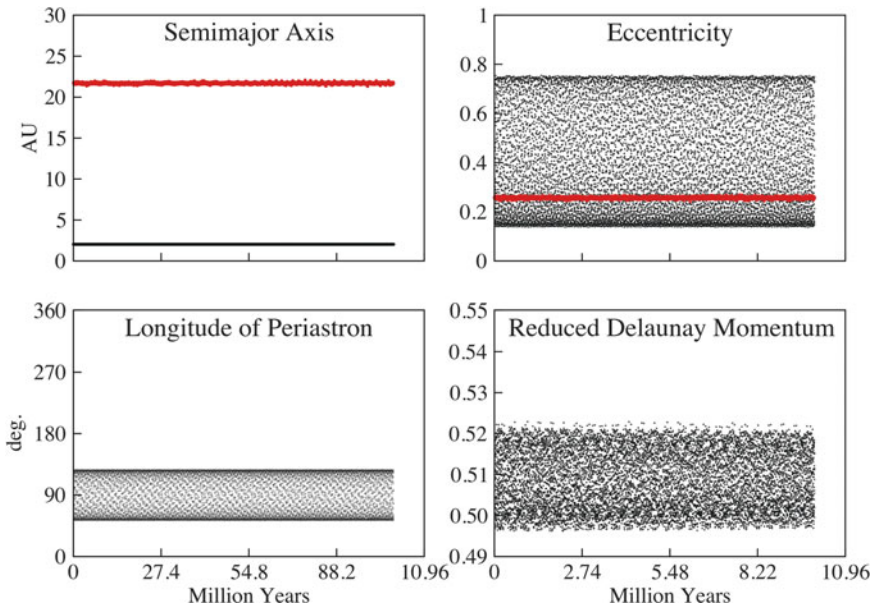 Semimajor Axis
30
25
20
15
10
5
0
AU
Eccentricity
1
0.8
0.6
0.4
0.2
0
Longitude of Periastron
360
270
180
90
0
deg.
0 27.4 54.8 88.2 10.96
Million Years
Reduced Delaunay Momentum
0.55
0.54
0.53
0.52
0.51
0.50
0.49
0 2.74 5.48 8.22 10.96
Million Years